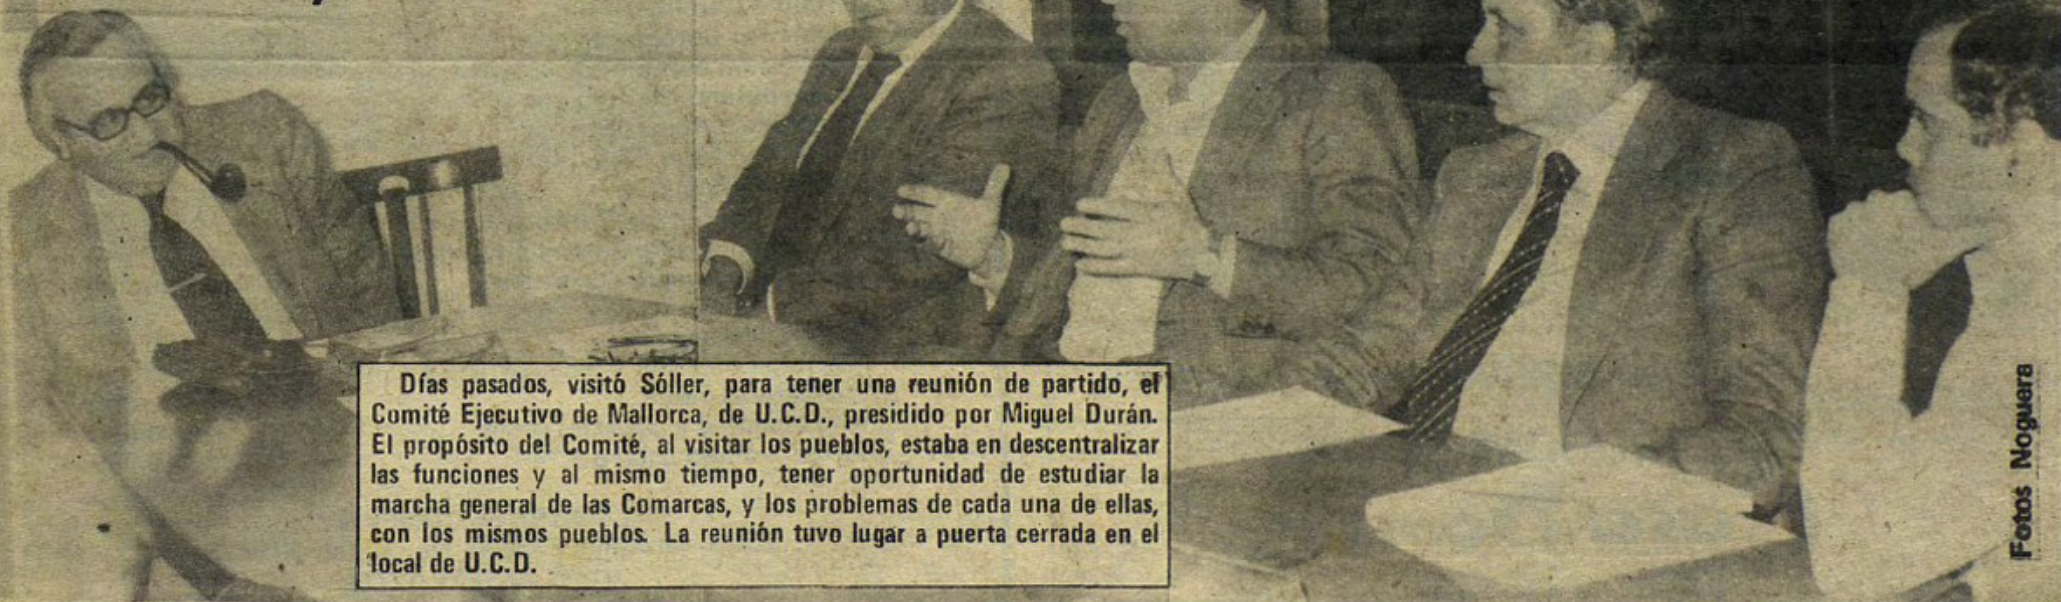 Días pasados, visitó Sóller, para tener una reunión de partido, el
Comité Ejecutivo de Mallorca, de U.C.D., presidido por Miguel Durán.
El propósito del Comité, al visitar los pueblos, estaba en descentralizar
las funciones y al mismo tiempo, tener oportunidad de estudiar la
marcha general de las Comarcas, y los problemas de cada una de ellas,
con los mismos pueblos. La reunión tuvo lugar a puerta cerrada en el
local de U.C.D.
Fotos Noguera